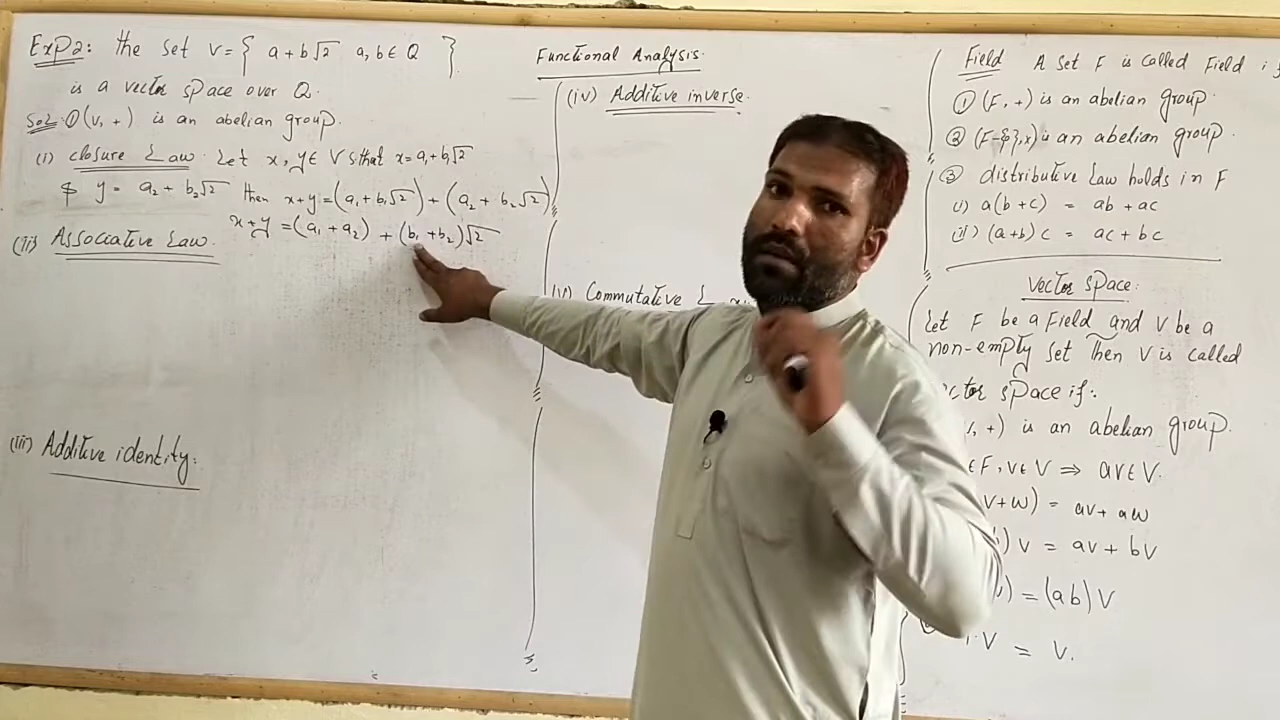 Exp2: the set V = { a + b√2 a, b ∈ Q }
is a vector space over Q.
Sol: ① (V, +) is an abelian group.
(i) closure Law. Let x, y ∈ V s that x = a₁ + b₁√2
& y = a₂ + b₂√2 then x+y = (a₁ + b₁√2) + (a₂ + b₂√2)
x+y = (a₁ + a₂) + (b₁ + b₂)√2
(ii) Associative Law.
(iii) Additive identity:
Functional Analysis.
(iv) Additive inverse.
(v) Commutative L
Field A set F is called Field if
① (F, +) is an abelian group.
② (F-{ }, x) is an abelian group.
③ distributive Law holds in F
(i) a(b+c) = ab + ac
(ii) (a+b) c = ac + bc
Vector space:
Let F be a Field and V be a
non-empty set Then V is called
ctor space if:
, +) is an abelian group.
∈ F, v ∈ V ⇒ av ∈ V.
v+w) = av + aw
) v = av + bv
) = (ab) v
1.v = v.